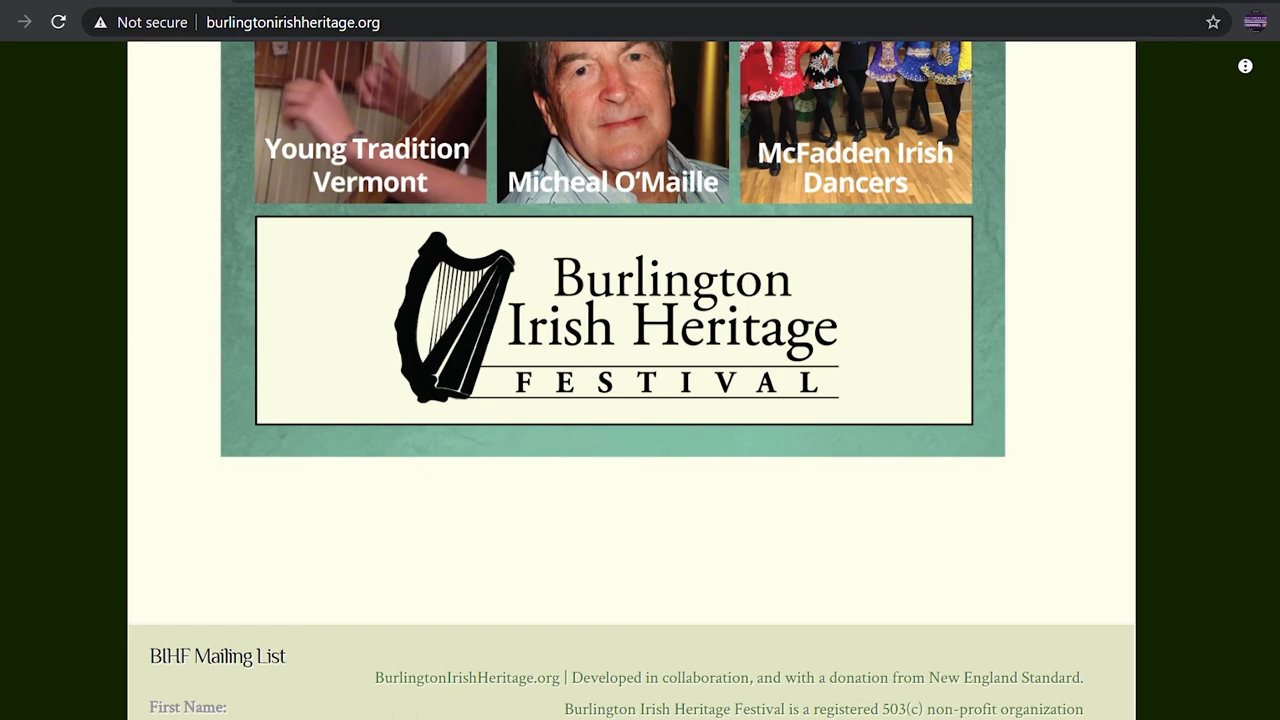 Not secure burlingtonirishheritage.org
Young Tradition
Vermont
Micheal O'Maille
McFadden Irish
Dancers
Burlington
Irish Heritage
FESTIVAL
BIHF Mailing List
BurlingtonIrishHeritage.org | Developed in collaboration, and with a donation from New England Standard.
First Name:
Burlington Irish Heritage Festival is a registered 503(c) non-profit organization